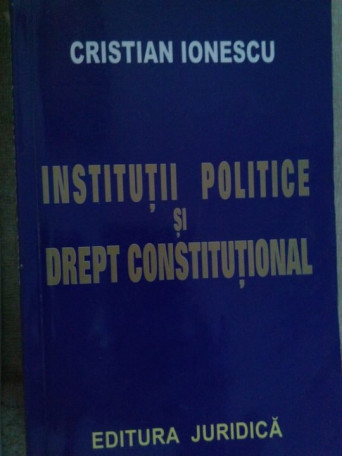 CRISTIAN IONESCU
INSTITUȚII POLITICE
ȘI
DREPT CONSTITUȚIONAL
EDITURA JURIDICĂ